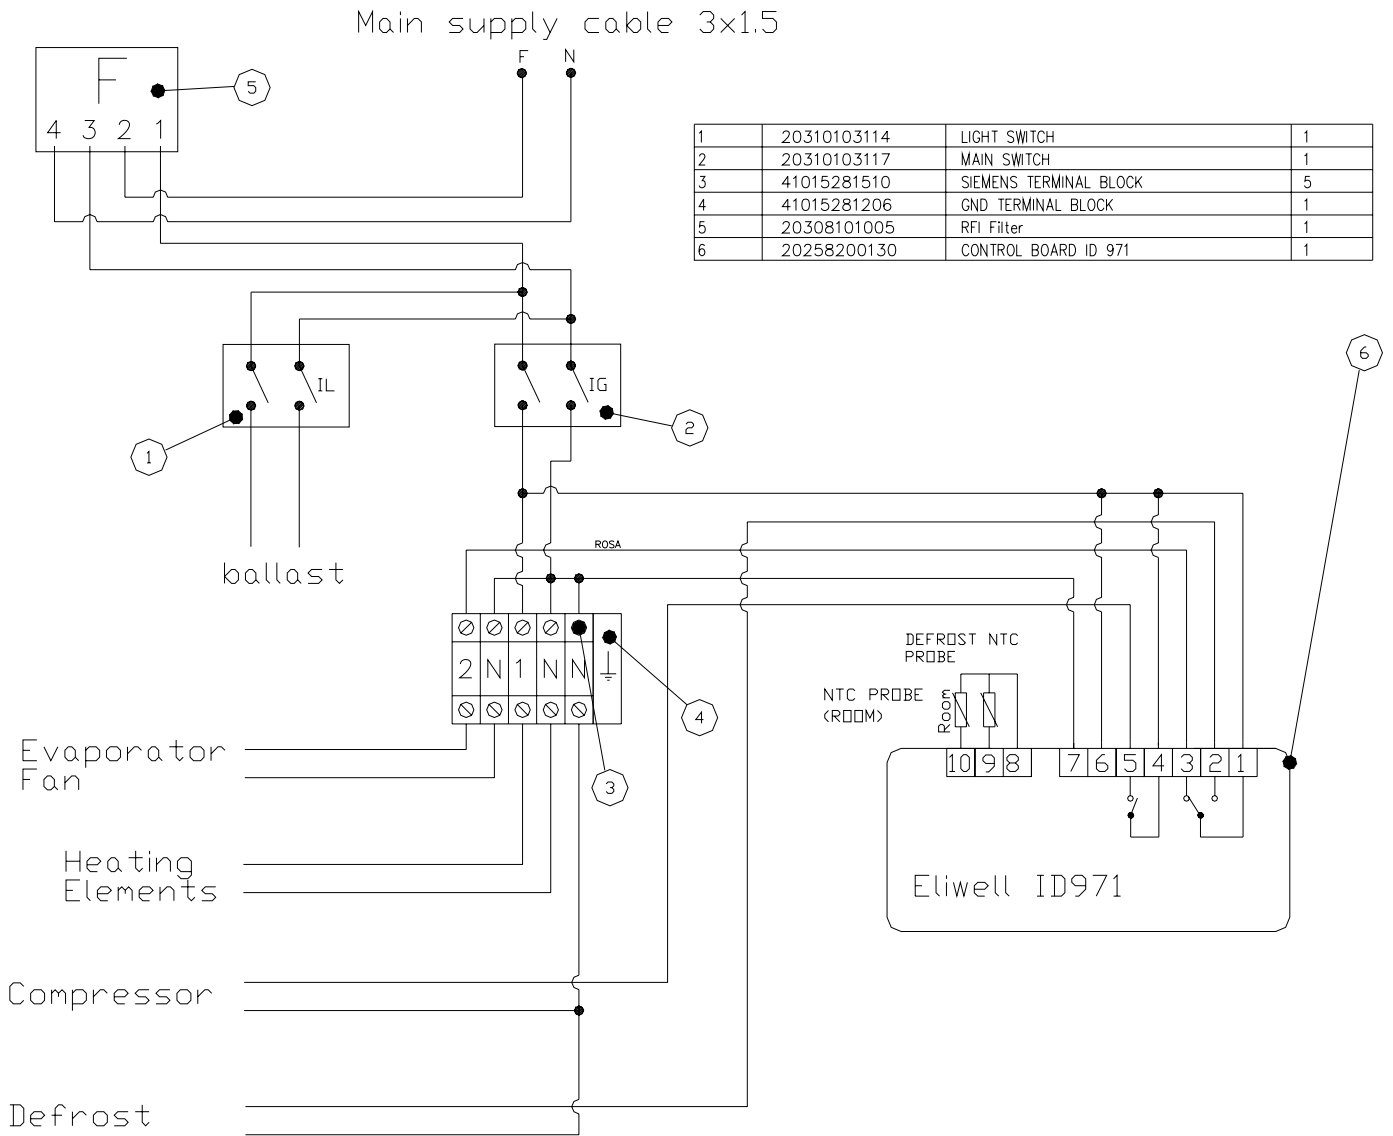 Main supply cable 3x1.5
F N
F
5
4 3 2 1
1 20310103114 LIGHT SWITCH 1
2 20310103117 MAIN SWITCH 1
3 41015281510 SIEMENS TERMINAL BLOCK 5
4 41015281206 GND TERMINAL BLOCK 1
5 20308101005 RFI Filter 1
6 20258200130 CONTROL BOARD ID 971 1
6
IL
IG
1
2
ROSA
ballast
DEFROST NTC
PROBE
2 N 1 N N
NTC PROBE
(ROOM)
Room
4
Evaporator
Fan
3
10 9 8 7 6 5 4 3 2 1
Heating
Elements
Eliwell ID971
Compressor
Defrost